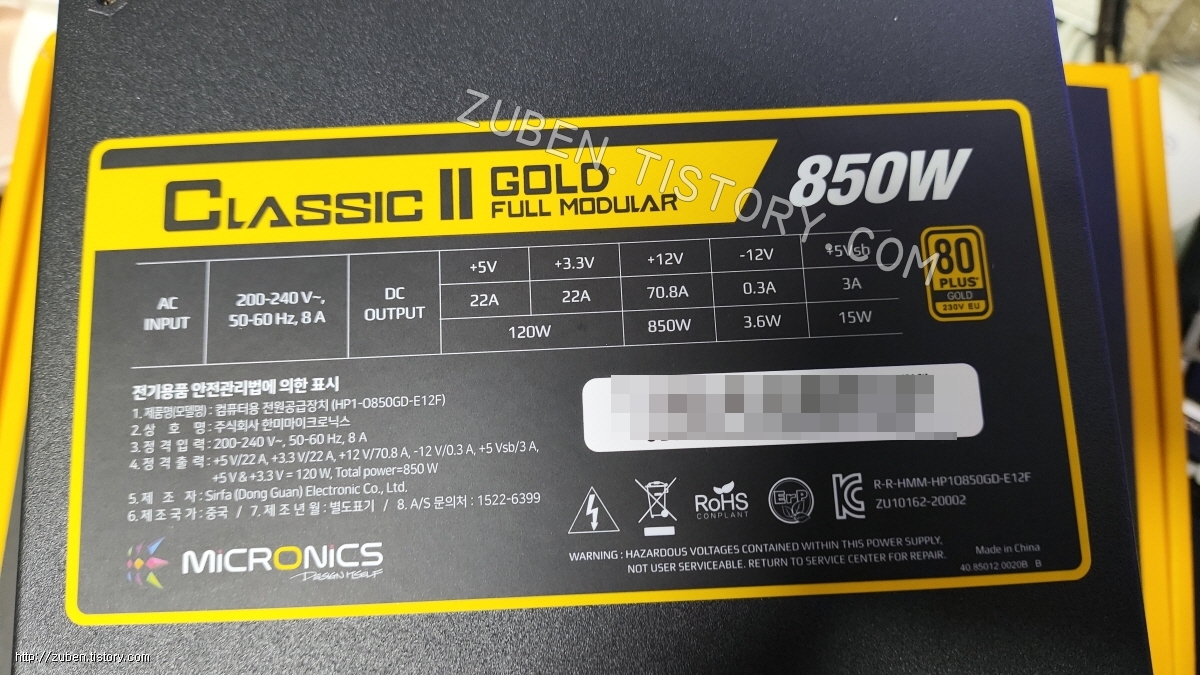 ZUBEN.TISTORY.COM
CLASSIC II GOLD
FULL MODULAR
850W
AC INPUT
200-240 V~, 50-60 Hz, 8 A
DC OUTPUT
+5V +3.3V +12V -12V +5Vsb
22A 22A 70.8A 0.3A 3A
120W 850W 3.6W 15W
80 PLUS GOLD 230V EU
전기용품 안전관리법에 의한 표시
1. 제품명(모델명) : 컴퓨터용 전원공급장치 (HP1-O850GD-E12F)
2. 상 호 명 : 주식회사 한미마이크로닉스
3. 정 격 입 력 : 200-240 V~, 50-60 Hz, 8 A
4. 정 격 출 력 : +5 V/22 A, +3.3 V/22 A, +12 V/70.8 A, -12 V/0.3 A, +5 Vsb/3 A,
+5 V & +3.3 V = 120 W, Total power=850 W
5. 제 조 자 : Sirfa (Dong Guan) Electronic Co., Ltd.
6. 제 조 국 가 : 중국 / 7. 제 조 년 월 : 별도표기 / 8. A/S 문의처 : 1522-6399
RoHS
CONPLANT
ErP
R-R-HMM-HP1O850GD-E12F
ZU10162-20002
MiCRONICS
DESIGN ITSELF
WARNING : HAZARDOUS VOLTAGES CONTAINED WITHIN THIS POWER SUPPLY,
NOT USER SERVICEABLE. RETURN TO SERVICE CENTER FOR REPAIR.
Made in China
40.85012.0020B B
http://zuben.tistory.com